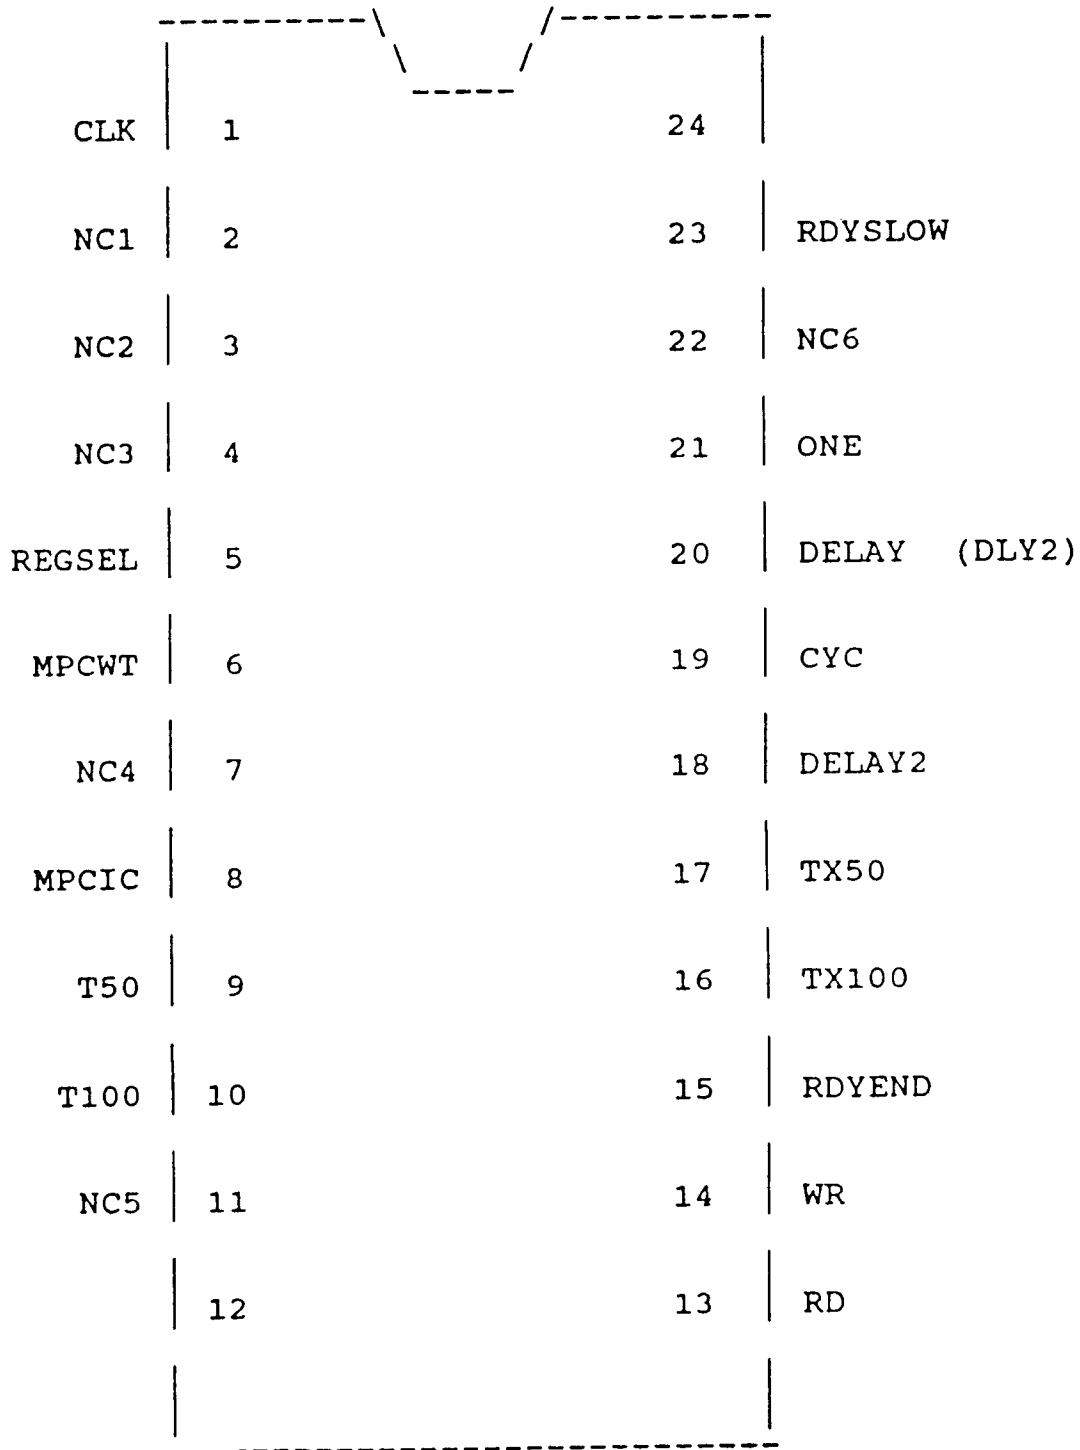 CLK 1 24
NC1 2 23 RDYSLOW
NC2 3 22 NC6
NC3 4 21 ONE
REGSEL 5 20 DELAY (DLY2)
MPCWT 6 19 CYC
NC4 7 18 DELAY2
MPCIC 8 17 TX50
T50 9 16 TX100
T100 10 15 RDYEND
NC5 11 14 WR
12 13 RD